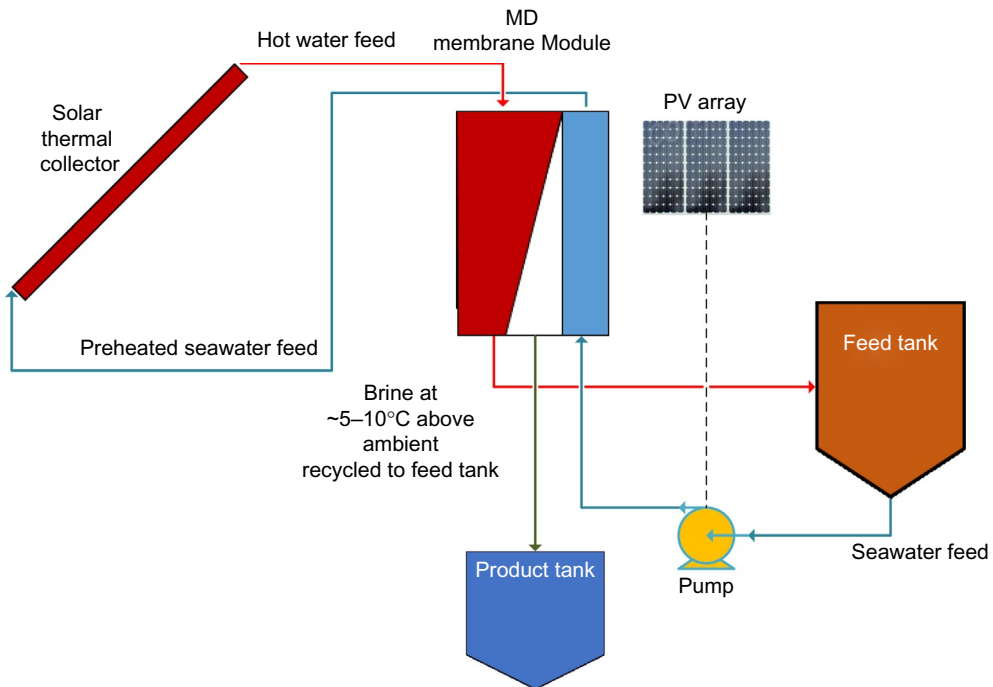 MD
membrane Module
Hot water feed
PV array
Solar
thermal
collector
Preheated seawater feed
Feed tank
Brine at
~5–10°C above
ambient
recycled to feed tank
Seawater feed
Product tank
Pump